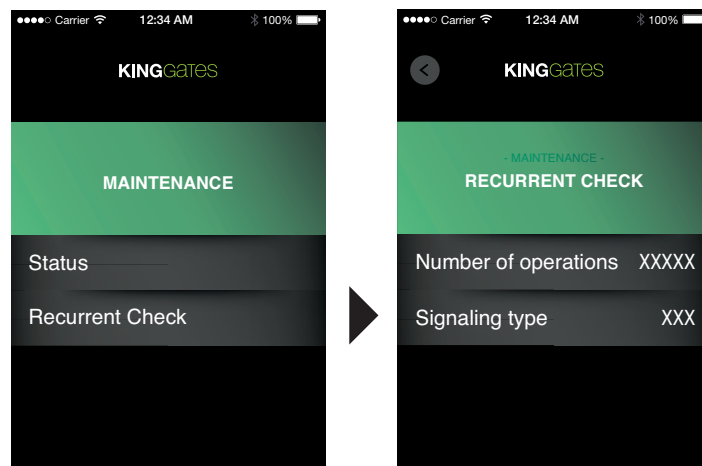 ●●●●○ Carrier 12:34 AM 100%
KINGGATES
MAINTENANCE
Status
Recurrent Check
●●●●○ Carrier 12:34 AM 100%
<
KINGGATES
- MAINTENANCE -
RECURRENT CHECK
Number of operations XXXXX
Signaling type XXX